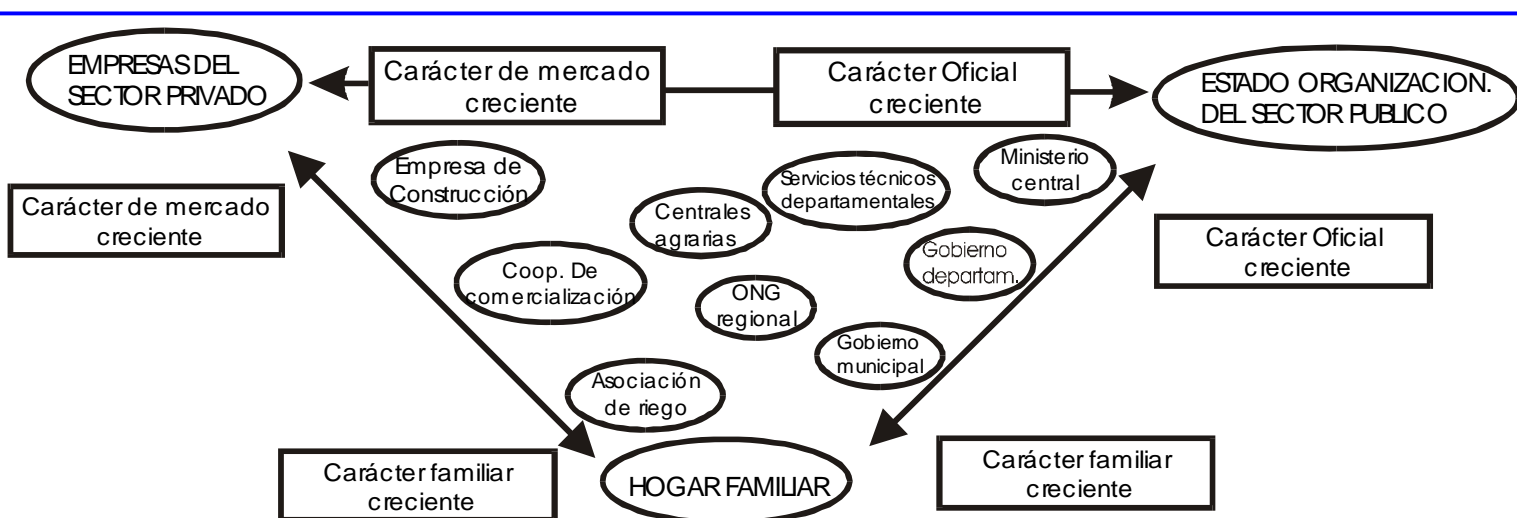 EMPRESAS DEL
SECTOR PRIVADO
Carácter de mercado
creciente
Carácter Oficial
creciente
ESTADO ORGANIZACION.
DEL SECTOR PUBLICO
Empresa de
Construcción
Servicios técnicos
departamentales
Ministerio
central
Carácter de mercado
creciente
Centrales
agrarias
Carácter Oficial
creciente
Coop. De
comercialización
ONG
regional
Gobierno
departam.
Gobierno
municipal
Asociación
de riego
Carácter familiar
creciente
HOGAR FAMILIAR
Carácter familiar
creciente